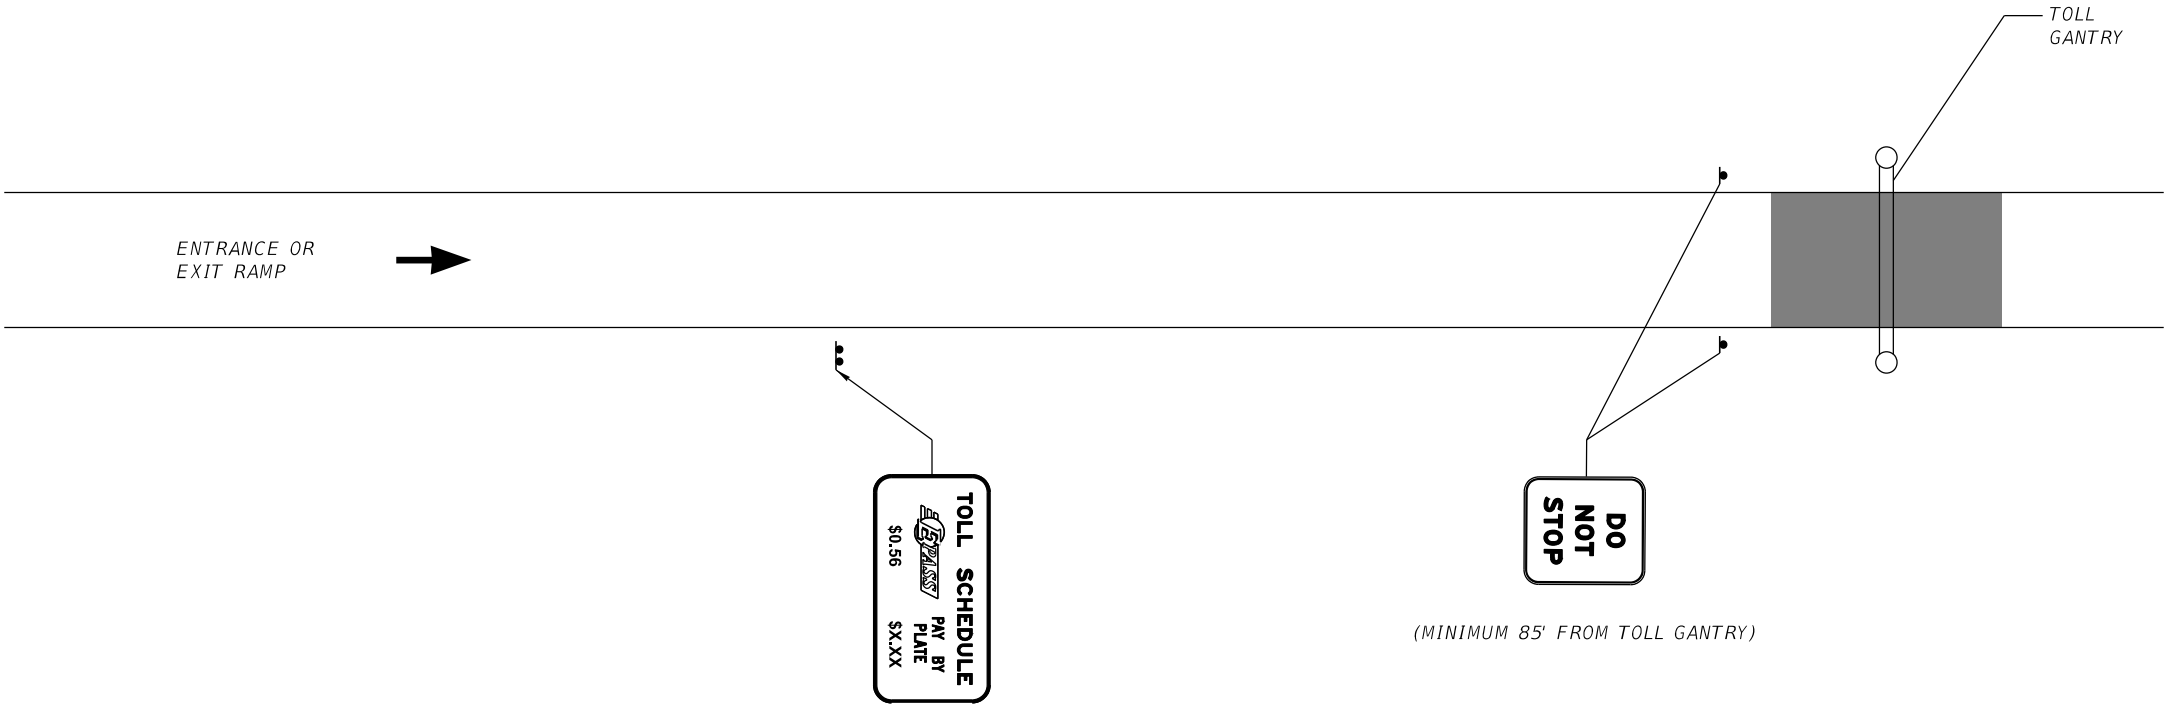 TOLL
GANTRY
ENTRANCE OR
EXIT RAMP
TOLL SCHEDULE
EPASS
PAY BY
PLATE
$0.56 $X.XX
DO
NOT
STOP
(MINIMUM 85' FROM TOLL GANTRY)